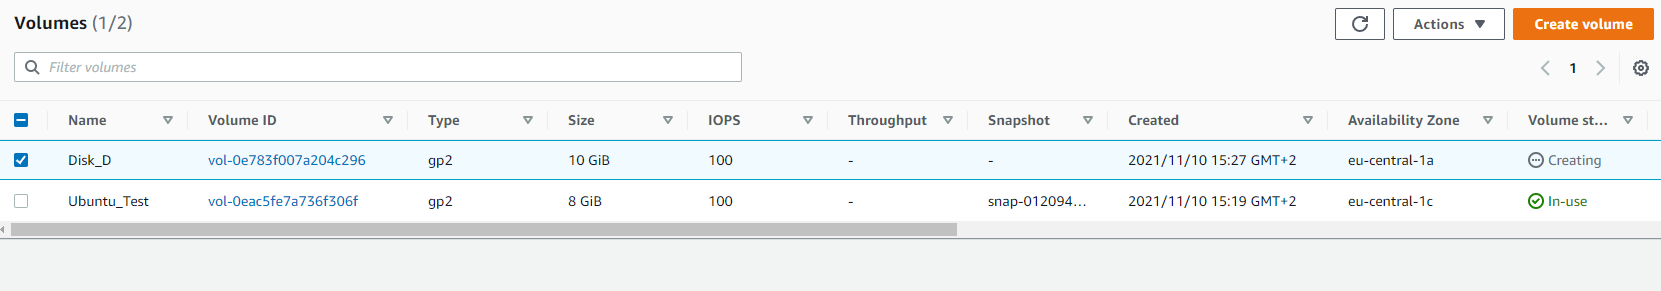 Volumes (1/2)
Actions
Create volume
Filter volumes
1
Name Volume ID Type Size IOPS Throughput Snapshot Created Availability Zone Volume st...
Disk_D vol-0e783f007a204c296 gp2 10 GiB 100 - - 2021/11/10 15:27 GMT+2 eu-central-1a Creating
Ubuntu_Test vol-0eac5fe7a736f306f gp2 8 GiB 100 - snap-012094... 2021/11/10 15:19 GMT+2 eu-central-1c In-use